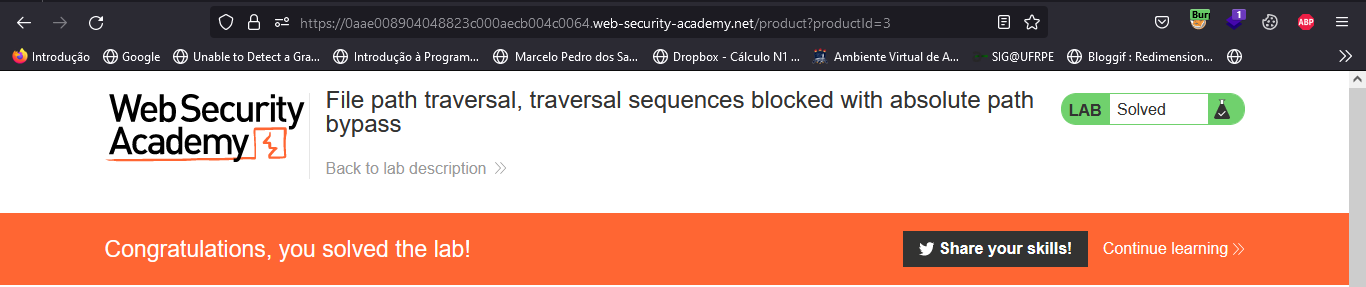 https://0aae008904048823c000aecb004c0064.web-security-academy.net/product?productId=3
Burr
1
ABP
Introdução
Google
Unable to Detect a Gra...
Introdução à Program...
Marcelo Pedro dos Sa...
Dropbox - Cálculo N1 ...
Ambiente Virtual de A...
SIG@UFRPE
Bloggif : Redimension...
Web Security
Academy
File path traversal, traversal sequences blocked with absolute path
bypass
Back to lab description
LAB Solved
Congratulations, you solved the lab!
Share your skills!
Continue learning